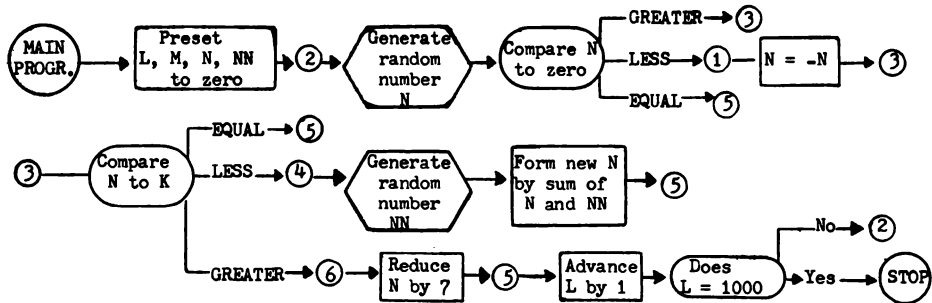 MAIN
PROGR.
Preset
L, M, N, NN
to zero
2
Generate
random
number
N
Compare N
to zero
GREATER
3
LESS
1
N = -N
3
EQUAL
5
3
Compare
N to K
EQUAL
5
LESS
4
Generate
random
number
NN
Form new N
by sum of
N and NN
5
GREATER
6
Reduce
N by 7
5
Advance
L by 1
Does
L = 1000
No
2
Yes
STOP